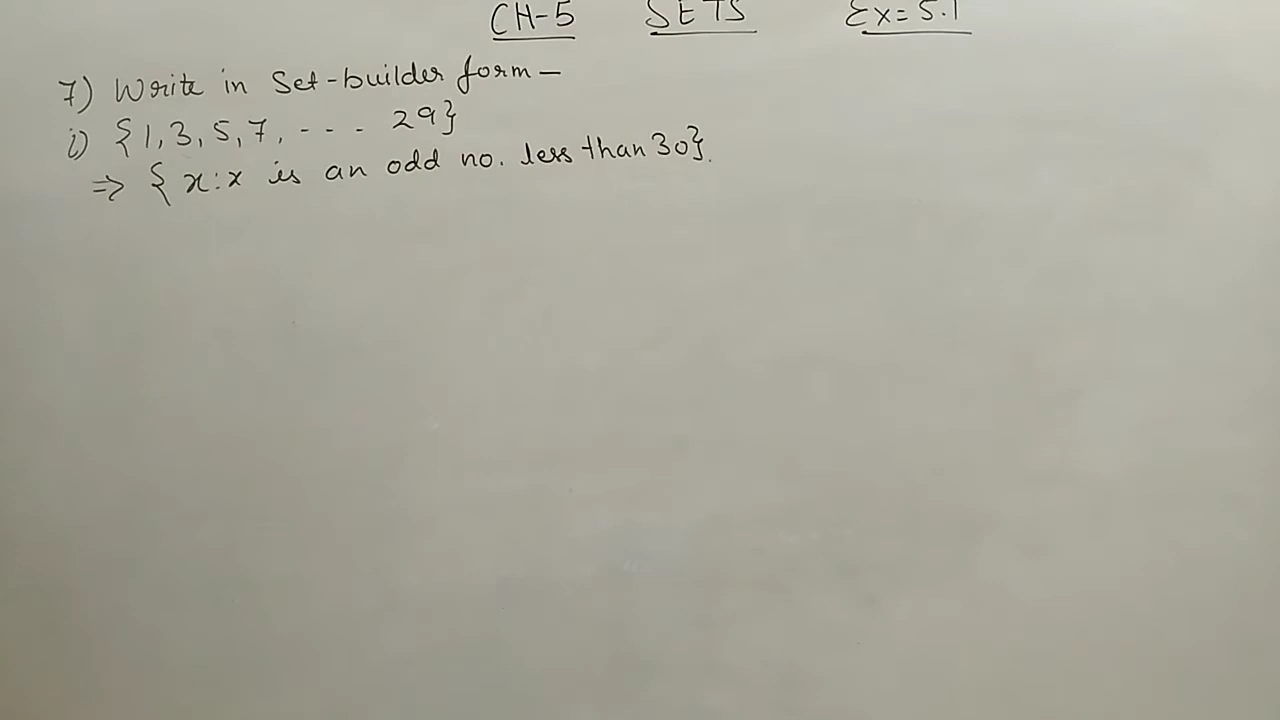 CH-5 SETS Ex= 5.1
7) Write in Set-builder form –
i) {1, 3, 5, 7, - - - - 29}
⇒ {x : x is an odd no. less than 30}.